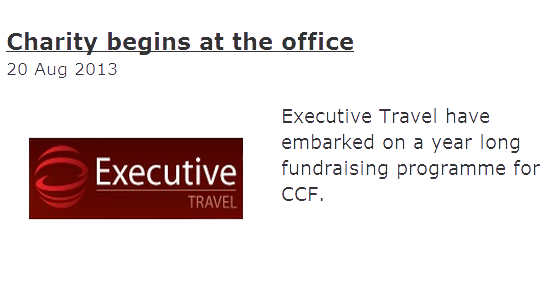 Charity begins at the office
20 Aug 2013
Executive
TRAVEL
Executive Travel have
embarked on a year long
fundraising programme for
CCF.